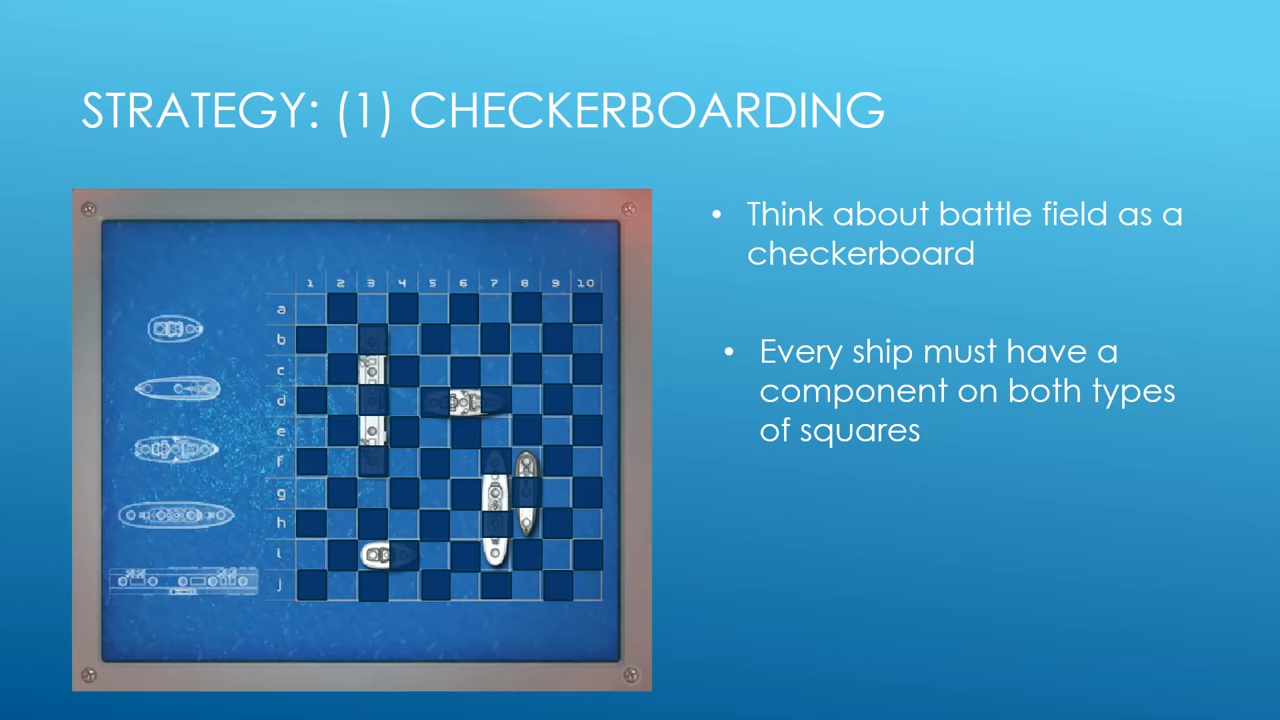 STRATEGY: (1) CHECKERBOARDING
1 2 3 4 5 6 7 8 9 10
a
b
c
d
e
f
g
h
i
j
• Think about battle field as a
checkerboard
• Every ship must have a
component on both types
of squares